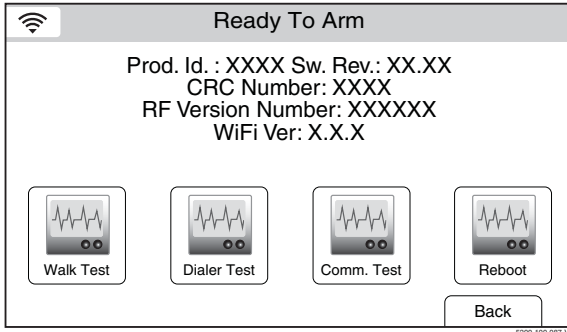 Ready To Arm
Prod. Id. : XXXX Sw. Rev.: XX.XX
CRC Number: XXXX
RF Version Number: XXXXXX
WiFi Ver: X.X.X
Walk Test Dialer Test Comm. Test Reboot
Back